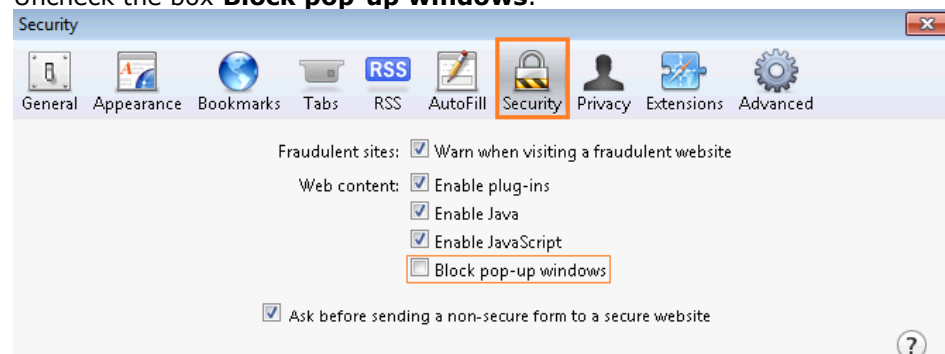 Uncheck the box Block pop-up windows.
Security
RSS
General Appearance Bookmarks Tabs RSS AutoFill Security Privacy Extensions Advanced
Fraudulent sites: Warn when visiting a fraudulent website
Web content: Enable plug-ins
Enable Java
Enable JavaScript
Block pop-up windows
Ask before sending a non-secure form to a secure website
?